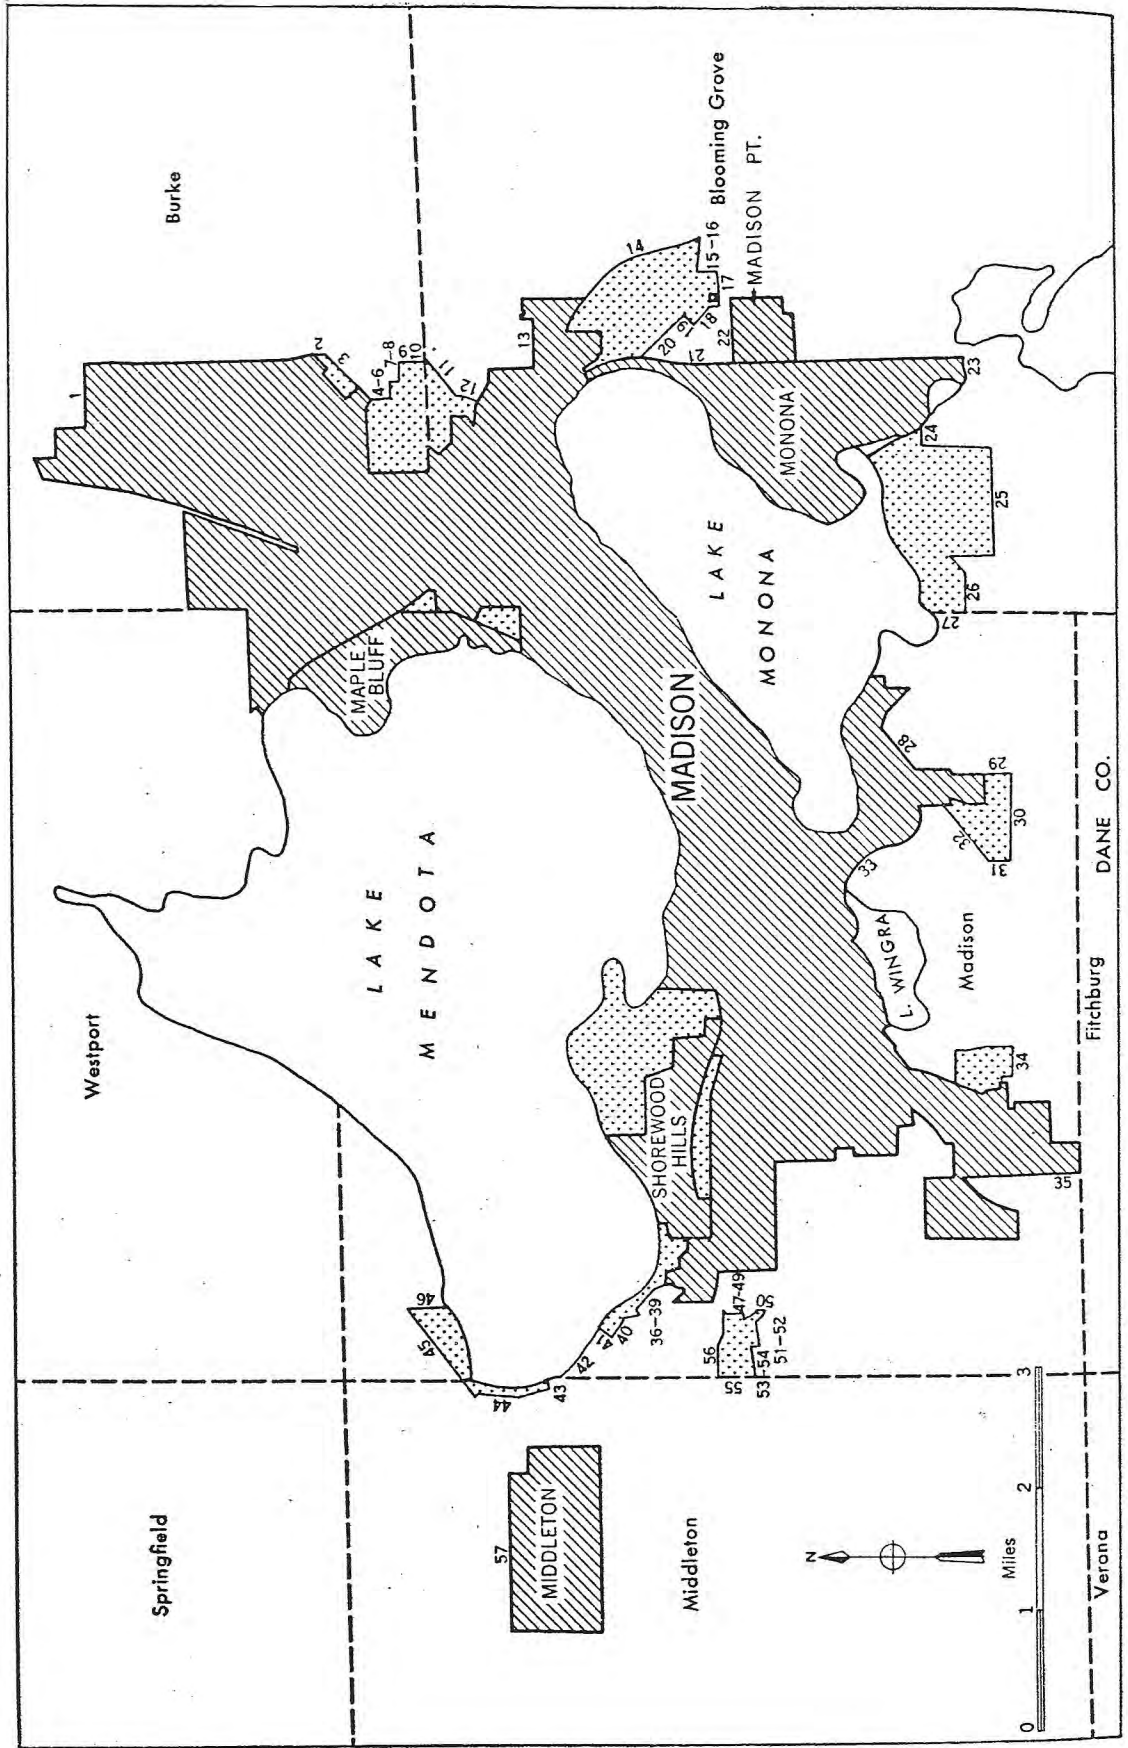 Springfield
Westport
Burke
1
2
3
4-6
7-8
9
10
11
12
13
14
15-16
17
18
19
20
21
22
23
24
25
26
27
28
29
30
31
32
33
34
35
36-39
40
41
42
43
44
45
46
47-49
50
51-52
53-54
55
56
57
MAPLE
BLUFF
LAKE
MENDOTA
MADISON
LAKE
MONONA
MONONA
Blooming Grove
MADISON PT.
SHOREWOOD
HILLS
MIDDLETON
Middleton
L. WINGRA
Madison
Fitchburg
DANE CO.
Verona
N
Miles
0
1
2
3